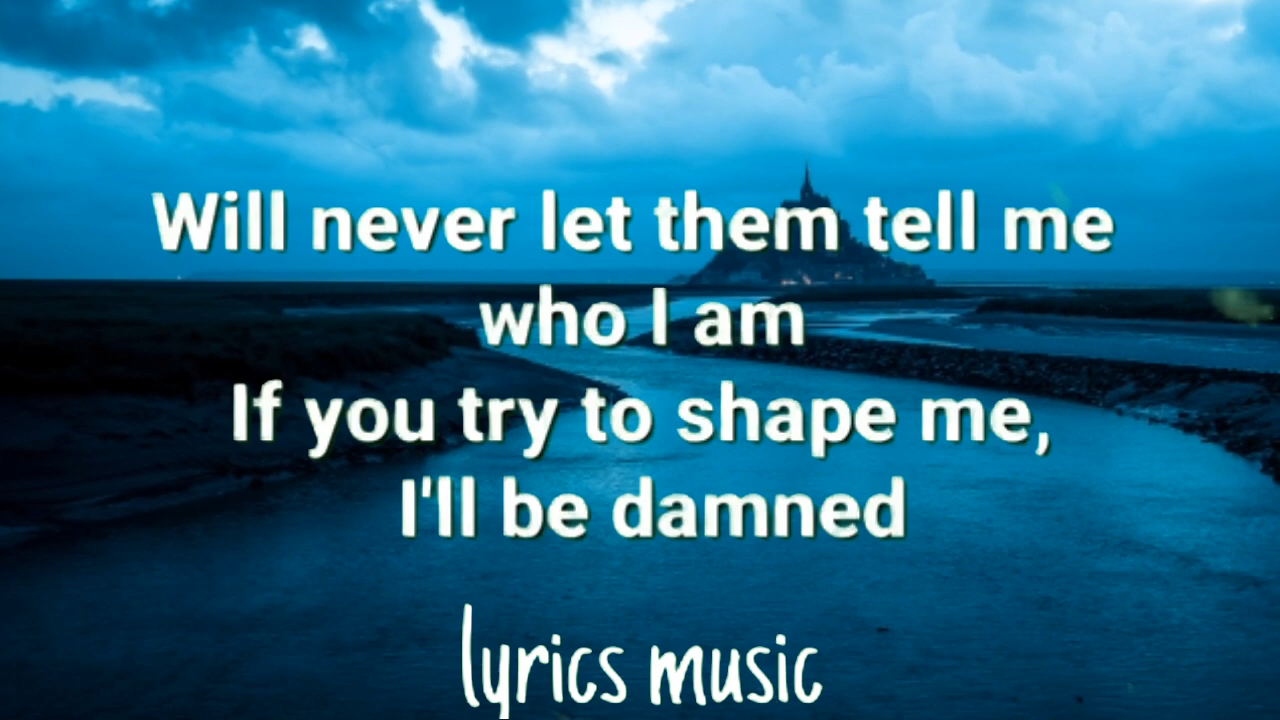 Will never let them tell me
who I am
If you try to shape me,
I'll be damned
lyrics music